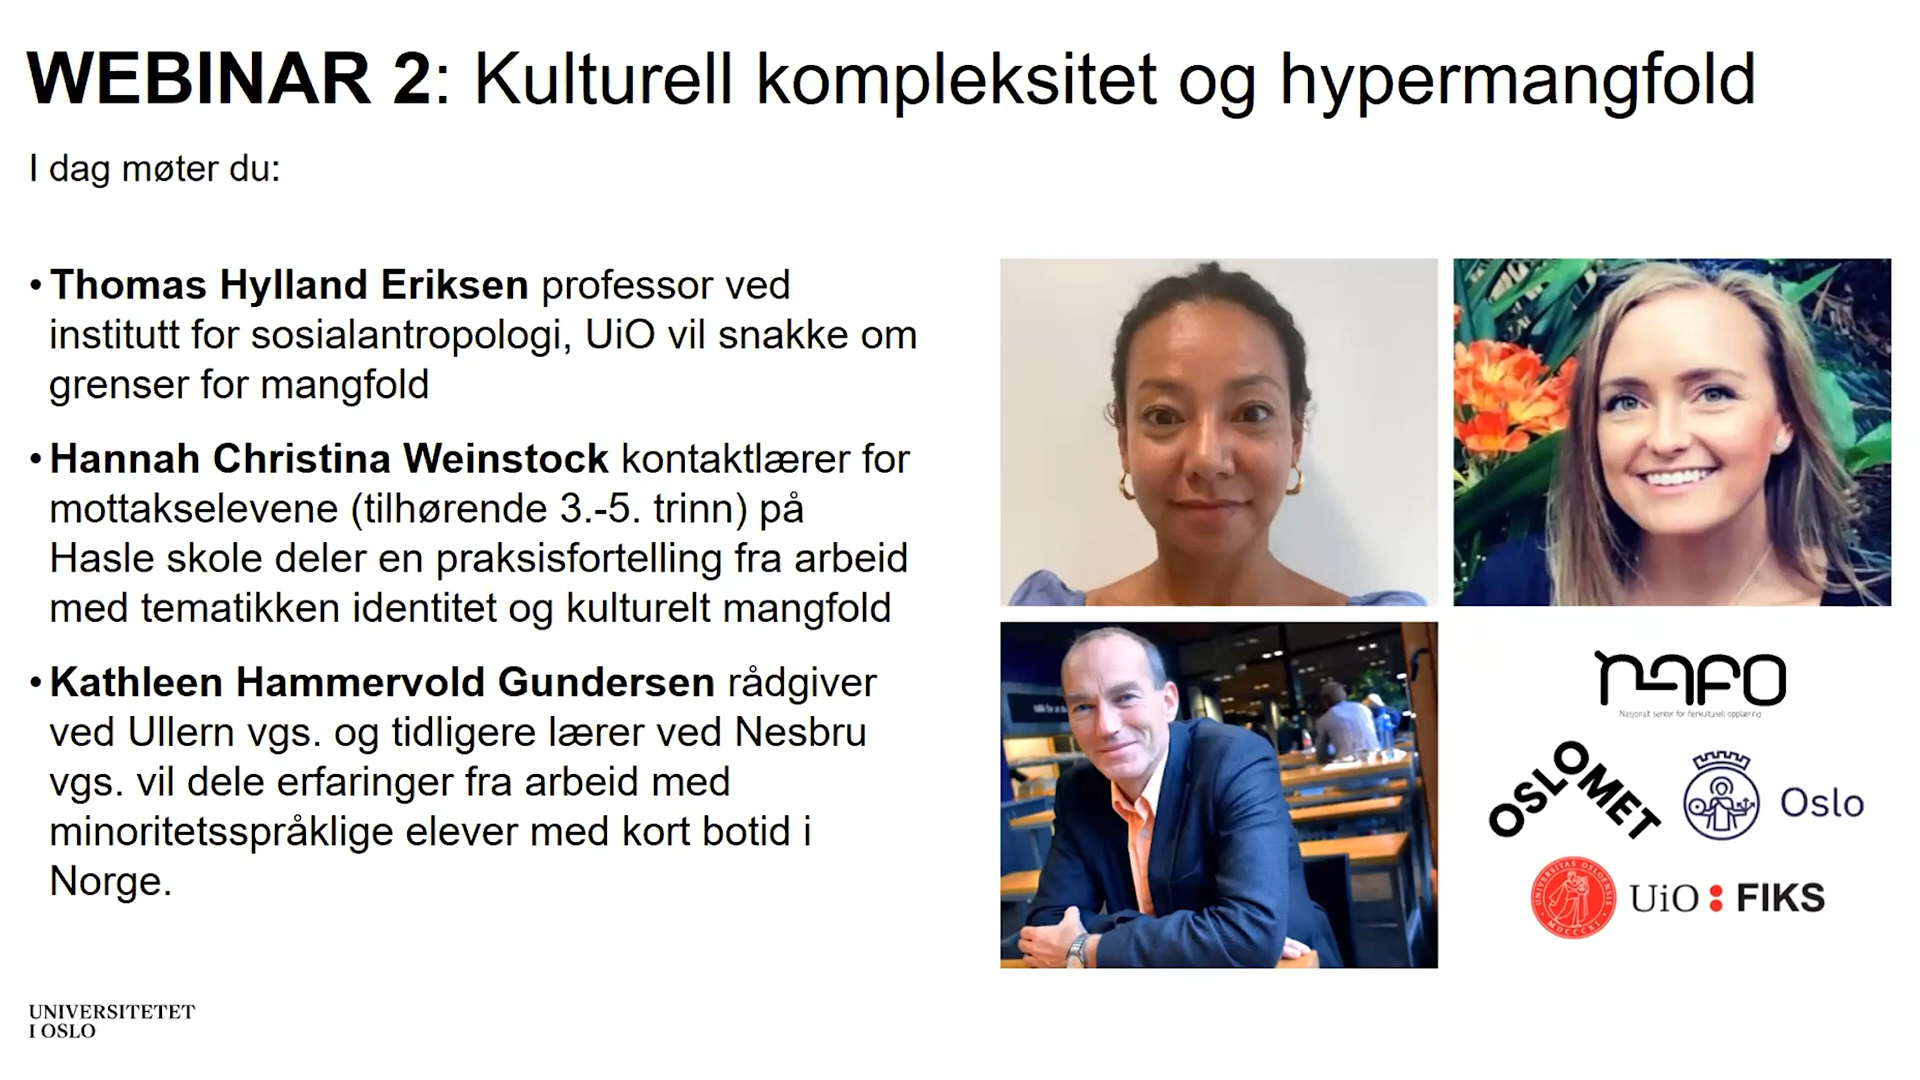 WEBINAR 2: Kulturell kompleksitet og hypermangfold
I dag møter du:
• Thomas Hylland Eriksen professor ved
institutt for sosialantropologi, UiO vil snakke om
grenser for mangfold
• Hannah Christina Weinstock kontaktlærer for
mottakselevene (tilhørende 3.-5. trinn) på
Hasle skole deler en praksisfortelling fra arbeid
med tematikken identitet og kulturelt mangfold
• Kathleen Hammervold Gundersen rådgiver
ved Ullern vgs. og tidligere lærer ved Nesbru
vgs. vil dele erfaringer fra arbeid med
minoritetsspråklige elever med kort botid i
Norge.
NAFO
Nasjonalt senter for flerkulturell opplæring
OSLOMET
Oslo
UNIVERSITAS OSLOENSIS
MDCCCXI
UiO : FIKS
UNIVERSITETET
I OSLO